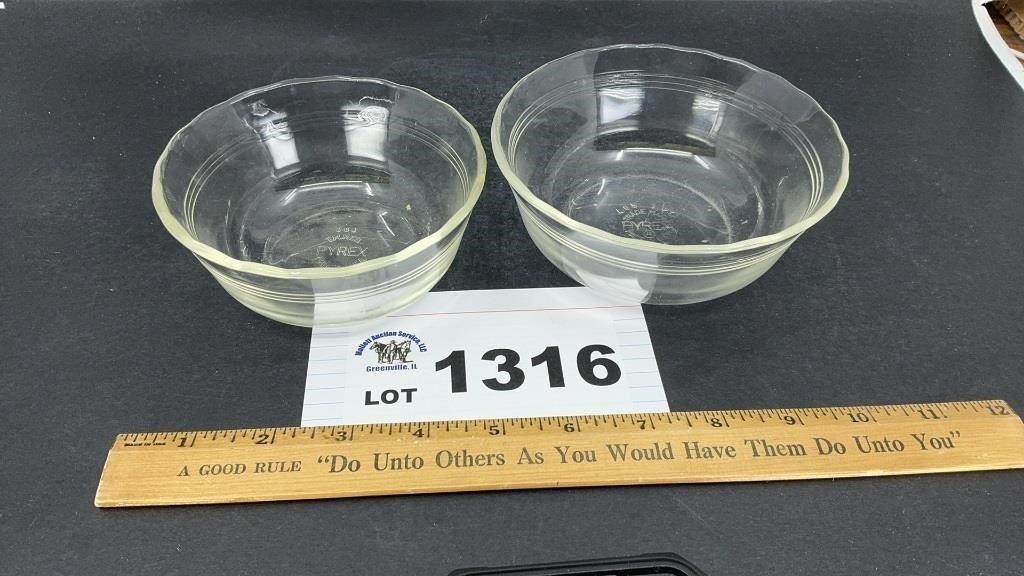 PYREX
PYREX
Mollett Auction Service, LLC
Greenville, IL
LOT 1316
1 2 3 4 5 6 7 8 9 10 11 12
A GOOD RULE "Do Unto Others As You Would Have Them Do Unto You"